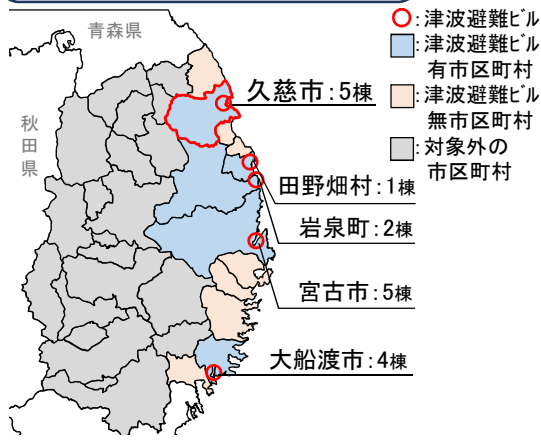 青森県
秋田県
○:津波避難ビル
:津波避難ビル
有市区町村
:津波避難ビル
無市区町村
:対象外の
市区町村
久慈市:5棟
田野畑村:1棟
岩泉町:2棟
宮古市:5棟
大船渡市:4棟